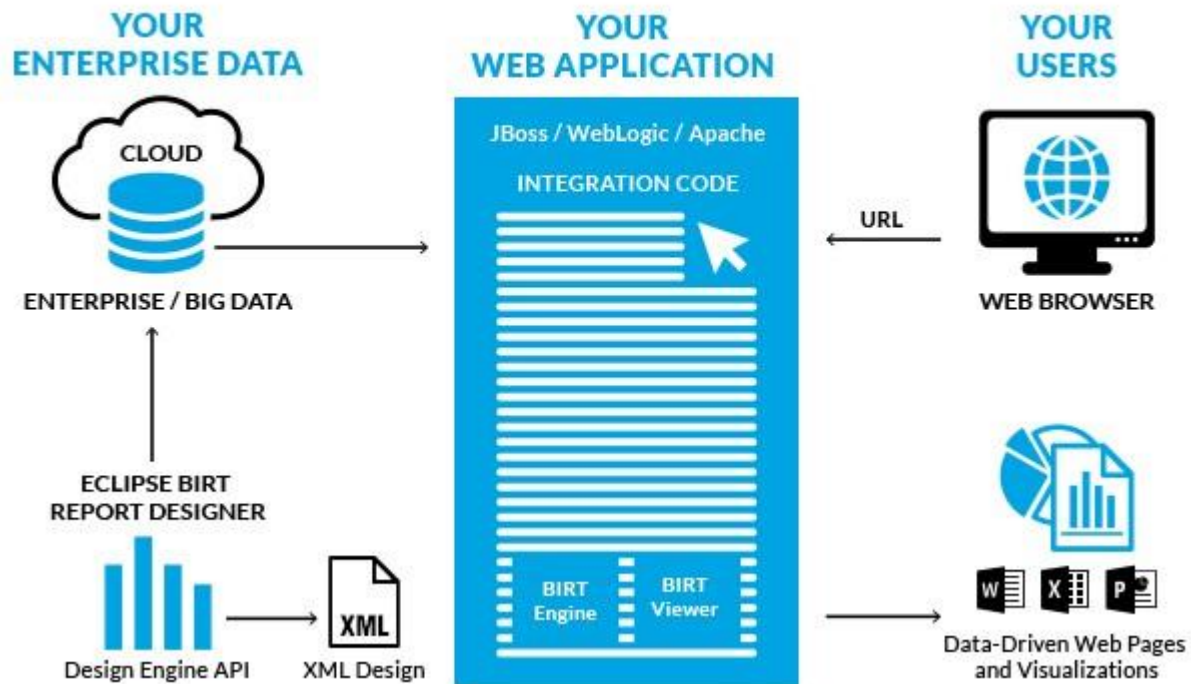 YOUR
ENTERPRISE DATA
CLOUD
ENTERPRISE / BIG DATA
ECLIPSE BIRT
REPORT DESIGNER
Design Engine API
XML
XML Design
YOUR
WEB APPLICATION
JBoss / WebLogic / Apache
INTEGRATION CODE
BIRT
Engine
BIRT
Viewer
YOUR
USERS
URL
WEB BROWSER
W
X
P
Data-Driven Web Pages
and Visualizations